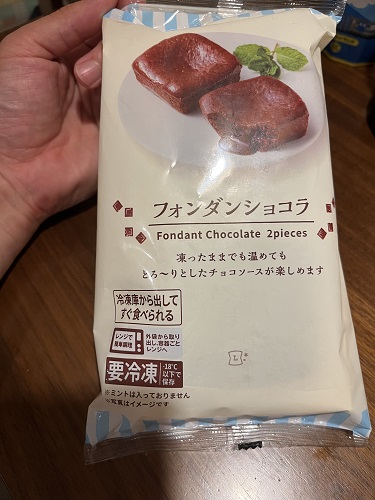 フォンダンショコラ
Fondant Chocolate 2pieces
凍ったままでも温めても
とろ〜りとしたチョコソースが楽しめます
冷凍庫から出して
すぐ食べられる
レンジで
簡単調理
外袋から取り
出し、容器ごと
レンジへ
要冷凍
-18℃
以下で
保存
※ミントは入っておりません
※写真はイメージです
L